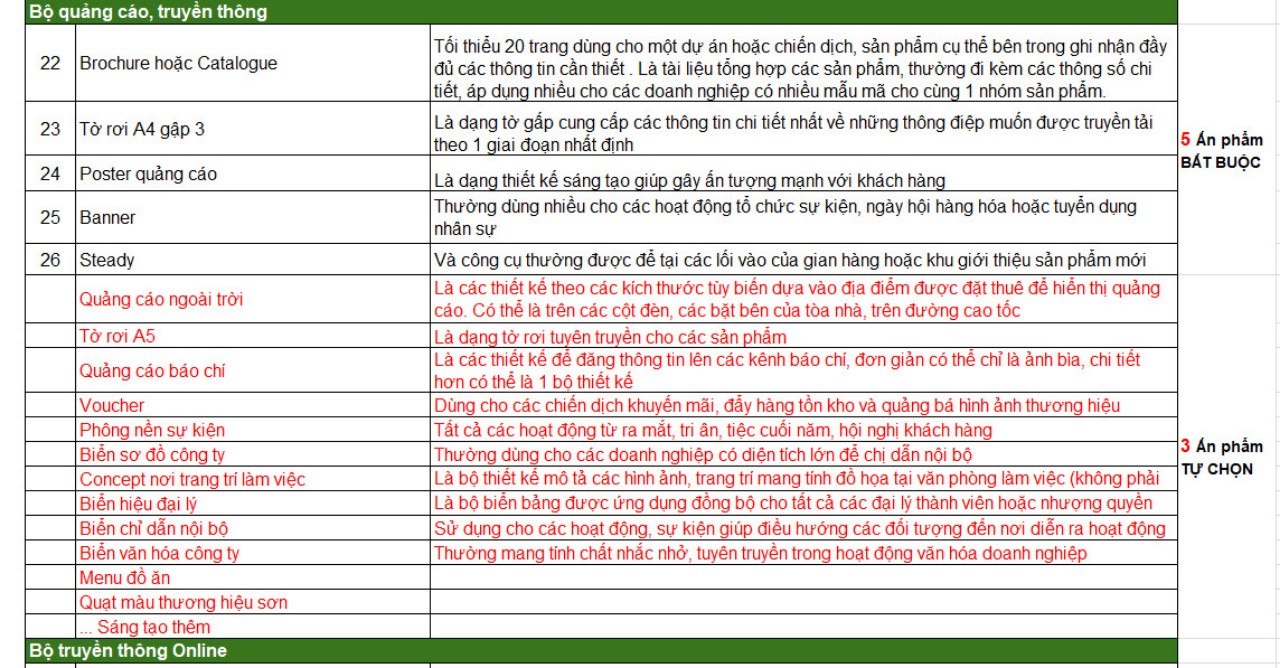 Bộ quảng cáo, truyền thông
22 Brochure hoặc Catalogue
Tối thiểu 20 trang dùng cho một dự án hoặc chiến dịch, sản phẩm cụ thể bên trong ghi nhận đầy
đủ các thông tin cần thiết . Là tài liệu tổng hợp các sản phẩm, thường đi kèm các thông số chi
tiết, áp dụng nhiều cho các doanh nghiệp có nhiều mẫu mã cho cùng 1 nhóm sản phẩm.
23 Tờ rơi A4 gập 3
Là dạng tờ gấp cung cấp các thông tin chi tiết nhất về những thông điệp muốn được truyền tải
theo 1 giai đoạn nhất định
5 Ấn phẩm
BẮT BUỘC
24 Poster quảng cáo
Là dạng thiết kế sáng tạo giúp gây ấn tượng mạnh với khách hàng
25 Banner
Thường dùng nhiều cho các hoạt động tổ chức sự kiện, ngày hội hàng hóa hoặc tuyển dụng
nhân sự
26 Steady
Và công cụ thường được để tại các lối vào của gian hàng hoặc khu giới thiệu sản phẩm mới
Quảng cáo ngoài trời
Là các thiết kế theo các kích thước tùy biến dựa vào địa điểm được đặt thuê để hiển thị quảng
cáo. Có thể là trên các cột đèn, các bặt bên của tòa nhà, trên đường cao tốc
Tờ rơi A5
Là dạng tờ rơi tuyên truyền cho các sản phẩm
Quảng cáo báo chí
Là các thiết kế để đăng thông tin lên các kênh báo chí, đơn giản có thể chỉ là ảnh bìa, chi tiết
hơn có thể là 1 bộ thiết kế
Voucher
Dùng cho các chiến dịch khuyến mãi, đẩy hàng tồn kho và quảng bá hình ảnh thương hiệu
Phông nền sự kiện
Tất cả các hoạt động từ ra mắt, tri ân, tiệc cuối năm, hội nghị khách hàng
Biển sơ đồ công ty
Thường dùng cho các doanh nghiệp có diện tích lớn để chị dẫn nội bộ
3 Ấn phẩm
TỰ CHỌN
Concept nơi trang trí làm việc
Là bộ thiết kế mô tả các hình ảnh, trang trí mang tính đồ họa tại văn phòng làm việc (không phải
Biển hiệu đại lý
Là bộ biển bảng được ứng dụng đồng bộ cho tất cả các đại lý thành viên hoặc nhượng quyền
Biển chỉ dẫn nội bộ
Sử dụng cho các hoạt động, sự kiện giúp điều hướng các đối tượng đến nơi diễn ra hoạt động
Biển văn hóa công ty
Thường mang tính chất nhắc nhở, tuyên truyền trong hoạt động văn hóa doanh nghiệp
Menu đồ ăn
Quạt màu thương hiệu sơn
... Sáng tạo thêm
Bộ truyền thông Online